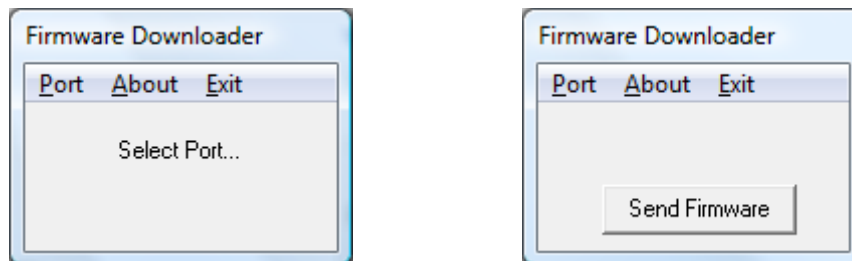 Firmware Downloader
Port About Exit
Select Port...
Firmware Downloader
Port About Exit
Send Firmware